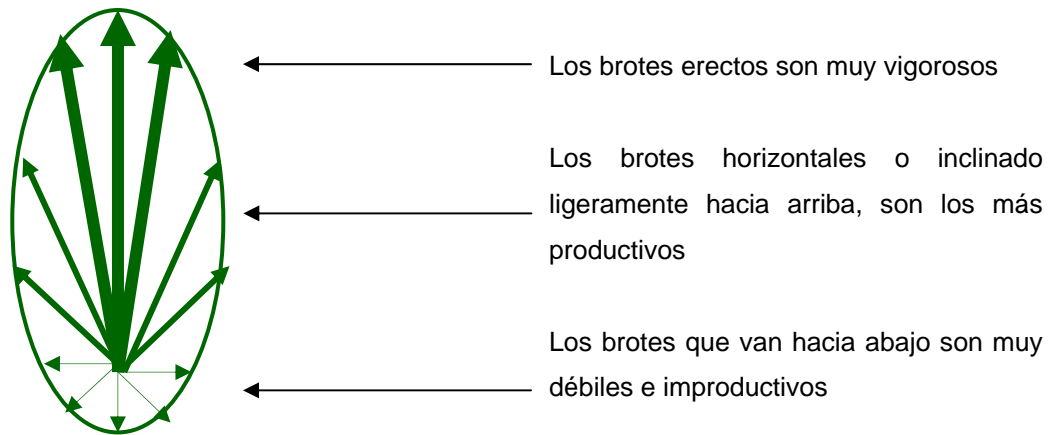 Los brotes erectos son muy vigorosos
Los brotes horizontales o inclinado
ligeramente hacia arriba, son los más
productivos
Los brotes que van hacia abajo son muy
débiles e improductivos